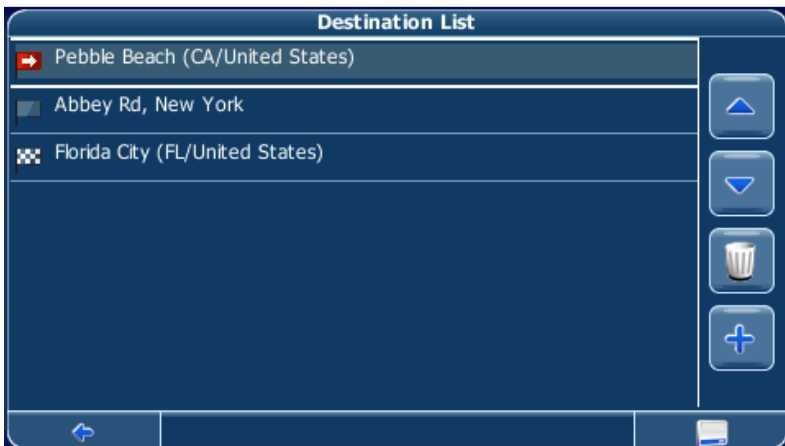 Destination List
Pebble Beach (CA/United States)
Abbey Rd, New York
Florida City (FL/United States)